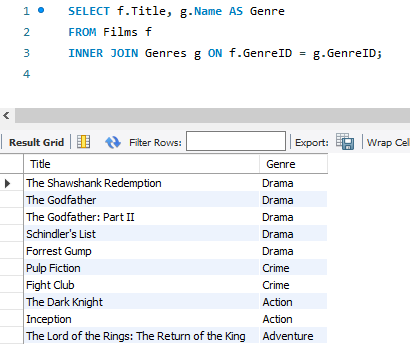 1 SELECT f.Title, g.Name AS Genre
2 FROM Films f
3 INNER JOIN Genres g ON f.GenreID = g.GenreID;
4
Result Grid Filter Rows: Export: Wrap Cel
Title Genre
The Shawshank Redemption Drama
The Godfather Drama
The Godfather: Part II Drama
Schindler's List Drama
Forrest Gump Drama
Pulp Fiction Crime
Fight Club Crime
The Dark Knight Action
Inception Action
The Lord of the Rings: The Return of the King Adventure